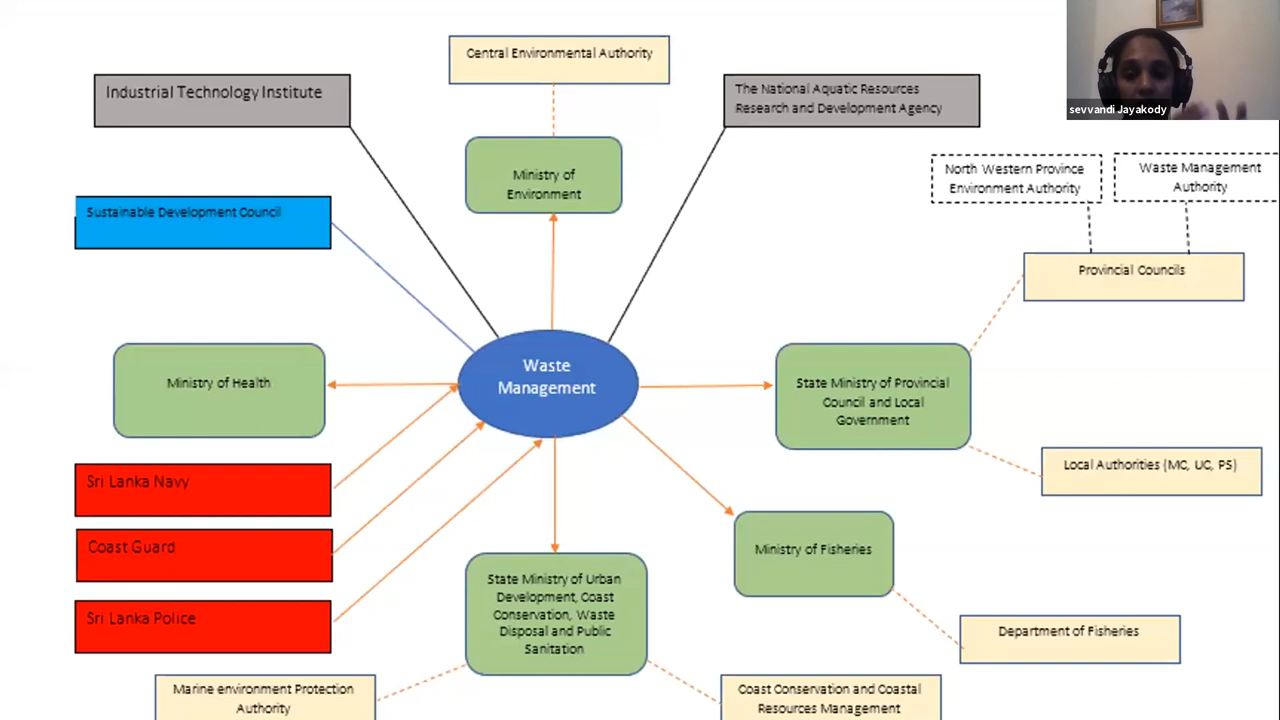 Central Environmental Authority
Industrial Technology Institute
The National Aquatic Resources
Research and Development Agency
sevvandi Jayakody
North Western Province
Environment Authority
Waste Management
Authority
Ministry of
Environment
Sustainable Development Council
Provincial Councils
Waste
Management
Ministry of Health
State Ministry of Provincial
Council and Local
Government
Local Authorities (MC, UC, PS)
Sri Lanka Navy
Coast Guard
Ministry of Fisheries
Sri Lanka Police
State Ministry of Urban
Development, Coast
Conservation, Waste
Disposal and Public
Sanitation
Department of Fisheries
Marine environment Protection
Authority
Coast Conservation and Coastal
Resources Management